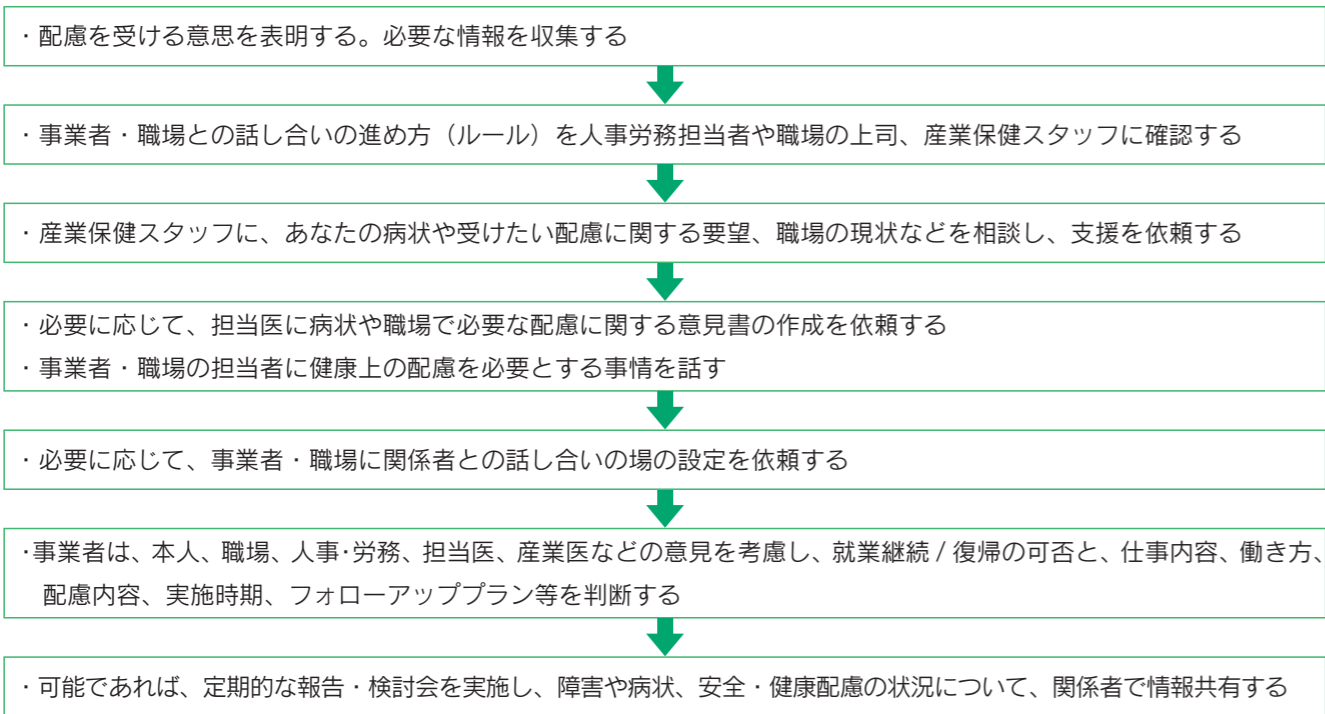 ・配慮を受ける意思を表明する。必要な情報を収集する
・事業者・職場との話し合いの進め方（ルール）を人事労務担当者や職場の上司、産業保健スタッフに確認する
・産業保健スタッフに、あなたの病状や受けたい配慮に関する要望、職場の現状などを相談し、支援を依頼する
・必要に応じて、担当医に病状や職場で必要な配慮に関する意見書の作成を依頼する
・事業者・職場の担当者に健康上の配慮を必要とする事情を話す
・必要に応じて、事業者・職場に関係者との話し合いの場の設定を依頼する
・事業者は、本人、職場、人事・労務、担当医、産業医などの意見を考慮し、就業継続 / 復帰の可否と、仕事内容、働き方、
配慮内容、実施時期、フォローアッププラン等を判断する
・可能であれば、定期的な報告・検討会を実施し、障害や病状、安全・健康配慮の状況について、関係者で情報共有する